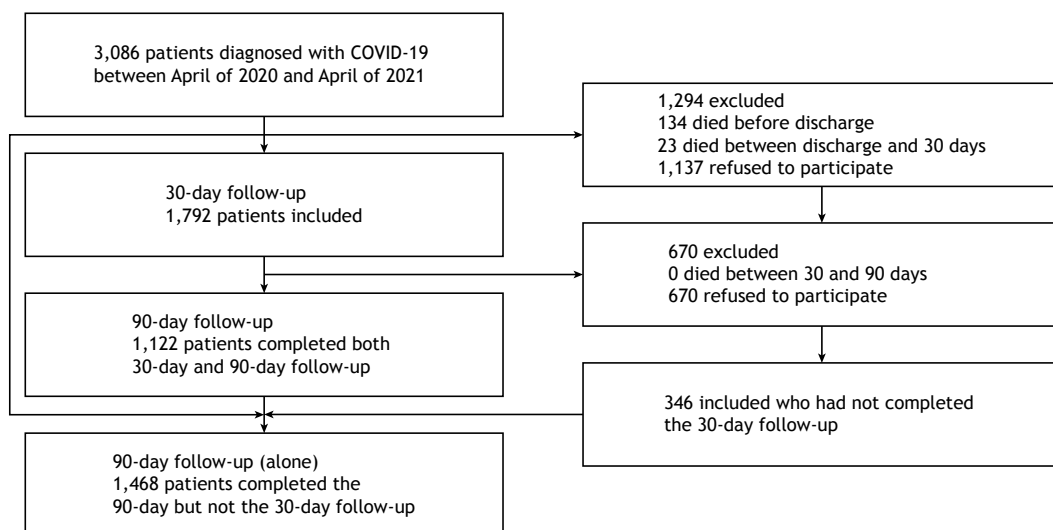 3,086 patients diagnosed with COVID-19
between April of 2020 and April of 2021
1,294 excluded
134 died before discharge
23 died between discharge and 30 days
1,137 refused to participate
30-day follow-up
1,792 patients included
670 excluded
0 died between 30 and 90 days
670 refused to participate
90-day follow-up
1,122 patients completed both
30-day and 90-day follow-up
346 included who had not completed
the 30-day follow-up
90-day follow-up (alone)
1,468 patients completed the
90-day but not the 30-day follow-up